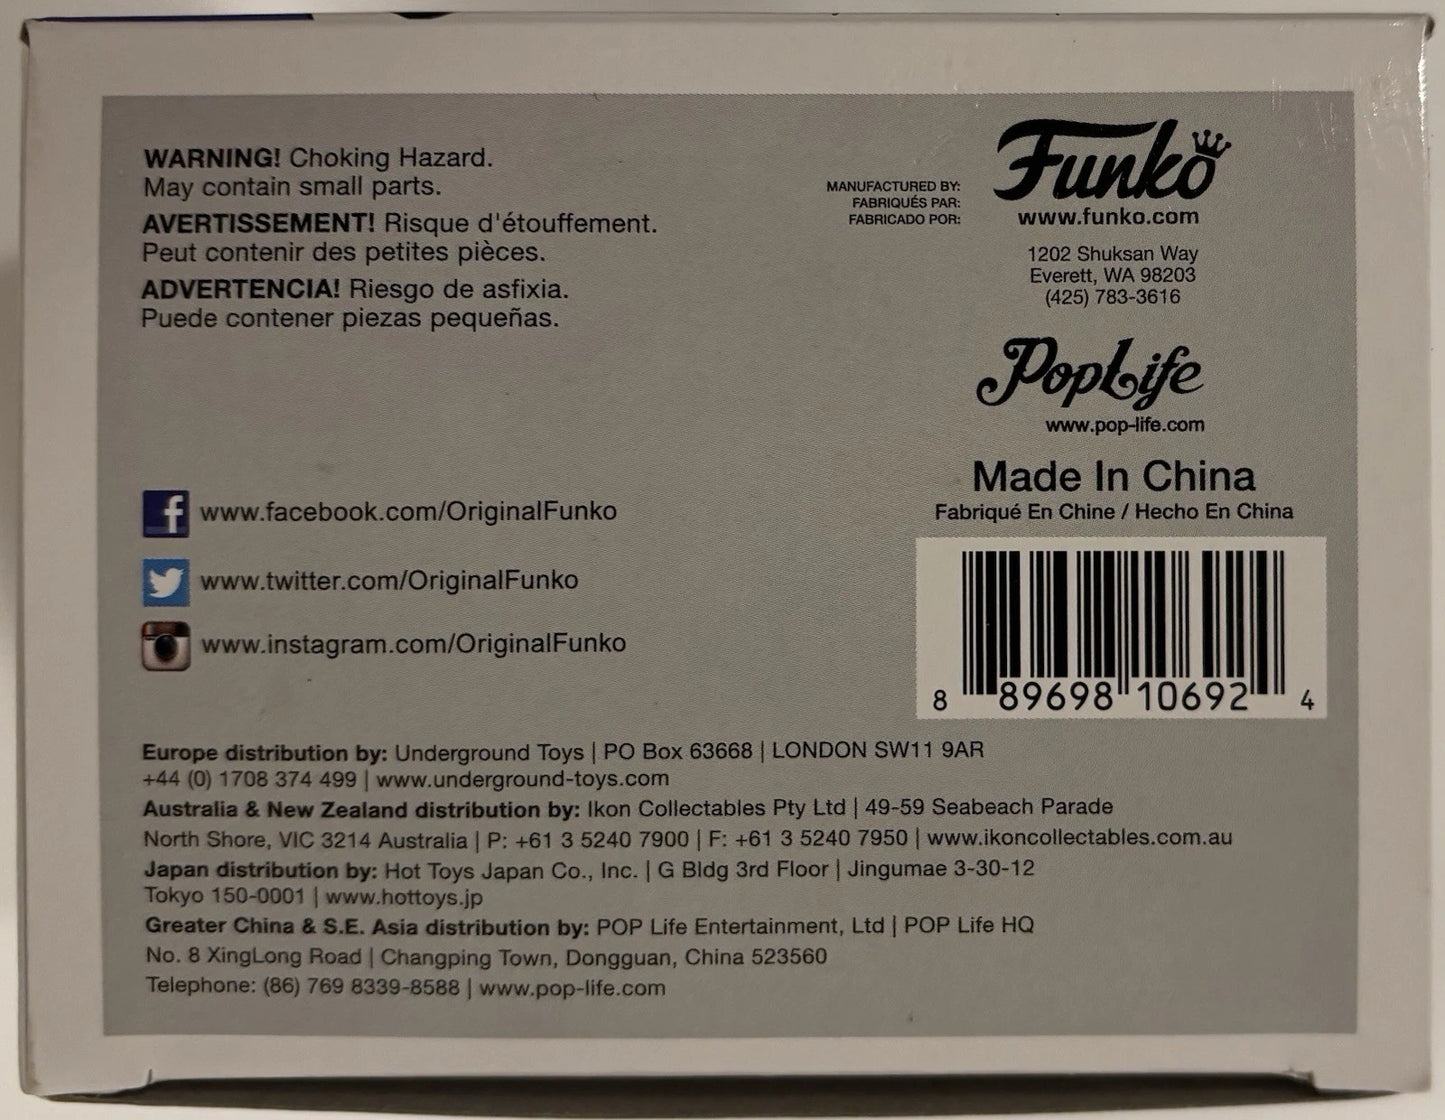 WARNING! Choking Hazard.
May contain small parts.
AVERTISSEMENT! Risque d'étouffement.
Peut contenir des petites pièces.
ADVERTENCIA! Riesgo de asfixia.
Puede contener piezas pequeñas.
MANUFACTURED BY:
FABRIQUÉS PAR:
FABRICADO POR:
Funko
www.funko.com
1202 Shuksan Way
Everett, WA 98203
(425) 783-3616
PopLife
www.pop-life.com
Made In China
Fabriqué En Chine / Hecho En China
8 89698 10692 4
www.facebook.com/OriginalFunko
www.twitter.com/OriginalFunko
www.instagram.com/OriginalFunko
Europe distribution by: Underground Toys | PO Box 63668 | LONDON SW11 9AR
+44 (0) 1708 374 499 | www.underground-toys.com
Australia & New Zealand distribution by: Ikon Collectables Pty Ltd | 49-59 Seabeach Parade
North Shore, VIC 3214 Australia | P: +61 3 5240 7900 | F: +61 3 5240 7950 | www.ikoncollectables.com.au
Japan distribution by: Hot Toys Japan Co., Inc. | G Bldg 3rd Floor | Jingumae 3-30-12
Tokyo 150-0001 | www.hottoys.jp
Greater China & S.E. Asia distribution by: POP Life Entertainment, Ltd | POP Life HQ
No. 8 XingLong Road | Changping Town, Dongguan, China 523560
Telephone: (86) 769 8339-8588 | www.pop-life.com